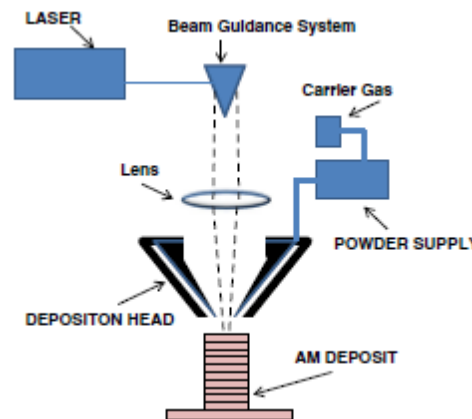 LASER
Beam Guidance System
Carrier Gas
Lens
POWDER SUPPLY
DEPOSITON HEAD
AM DEPOSIT